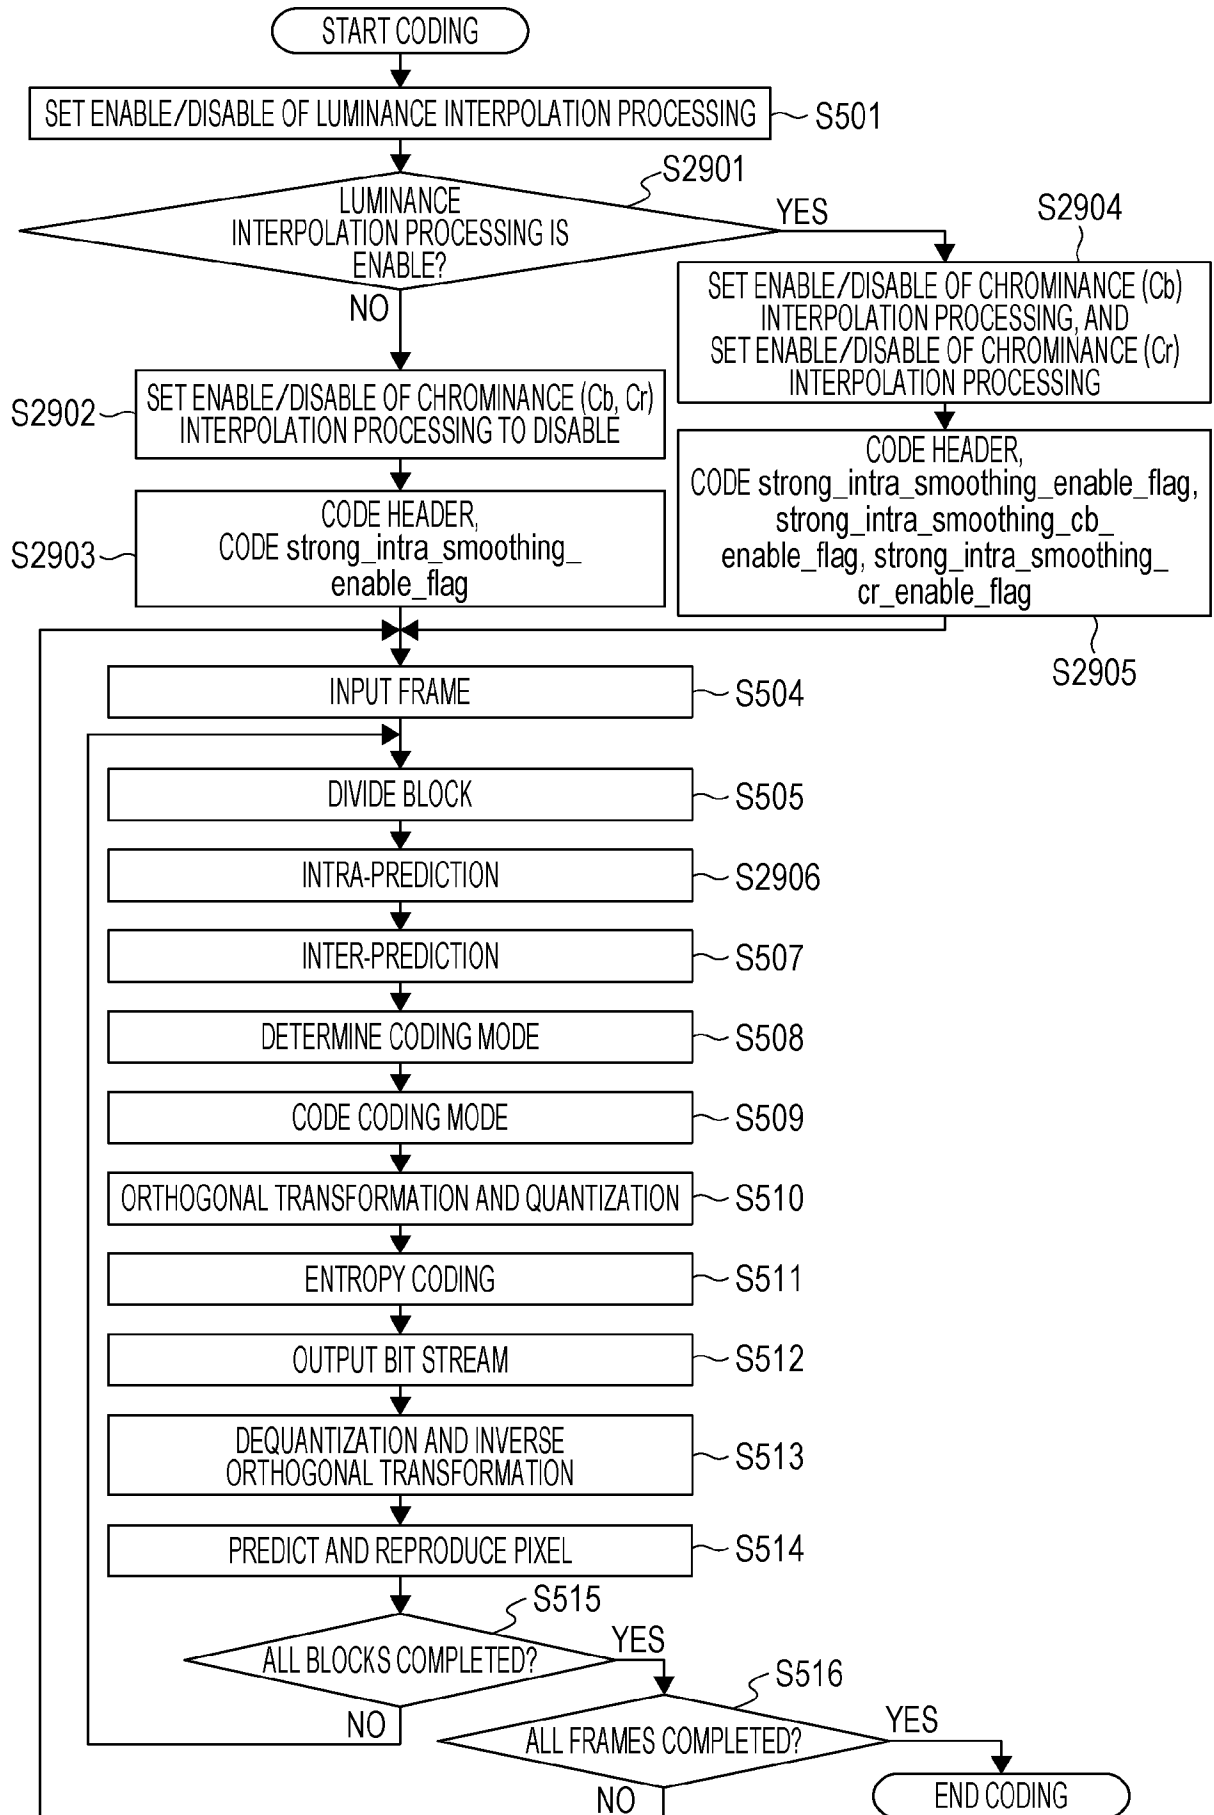 START CODING
SET ENABLE/DISABLE OF LUMINANCE INTERPOLATION PROCESSING
S501
S2901
LUMINANCE
INTERPOLATION PROCESSING IS
ENABLE?
YES
NO
S2904
SET ENABLE/DISABLE OF CHROMINANCE (Cb)
INTERPOLATION PROCESSING, AND
SET ENABLE/DISABLE OF CHROMINANCE (Cr)
INTERPOLATION PROCESSING
S2902
SET ENABLE/DISABLE OF CHROMINANCE (Cb, Cr)
INTERPOLATION PROCESSING TO DISABLE
S2903
CODE HEADER,
CODE strong_intra_smoothing_
enable_flag
CODE HEADER,
CODE strong_intra_smoothing_enable_flag,
strong_intra_smoothing_cb_
enable_flag, strong_intra_smoothing_
cr_enable_flag
S2905
INPUT FRAME
S504
DIVIDE BLOCK
S505
INTRA-PREDICTION
S2906
INTER-PREDICTION
S507
DETERMINE CODING MODE
S508
CODE CODING MODE
S509
ORTHOGONAL TRANSFORMATION AND QUANTIZATION
S510
ENTROPY CODING
S511
OUTPUT BIT STREAM
S512
DEQUANTIZATION AND INVERSE
ORTHOGONAL TRANSFORMATION
S513
PREDICT AND REPRODUCE PIXEL
S514
S515
ALL BLOCKS COMPLETED?
YES
NO
S516
ALL FRAMES COMPLETED?
YES
NO
END CODING